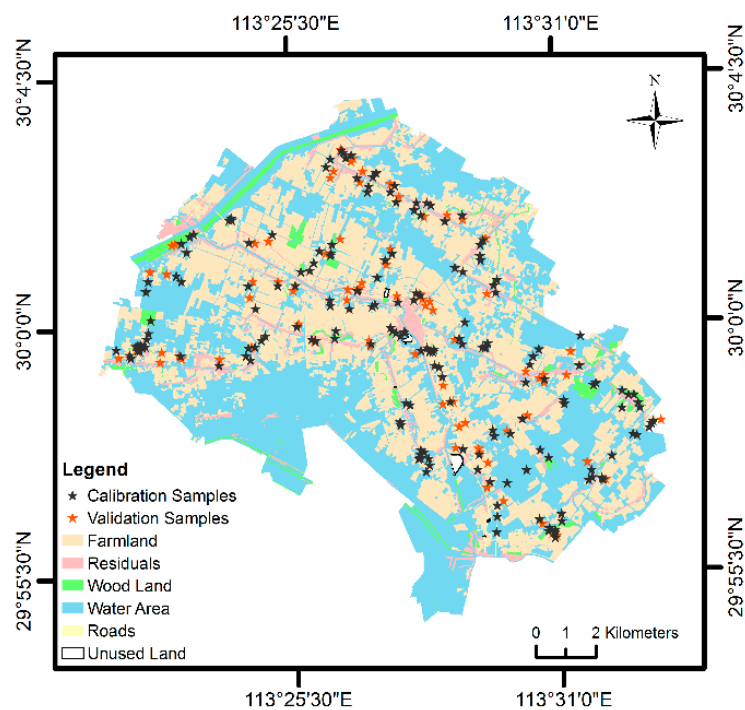 113°25'30"E
113°31'0"E
30°4'30"N
30°4'30"N
N
30°0'0"N
30°0'0"N
Legend
Calibration Samples
Validation Samples
Farmland
Residuals
Wood Land
Water Area
Roads
Unused Land
29°55'30"N
29°55'30"N
0 1 2 Kilometers
113°25'30"E
113°31'0"E